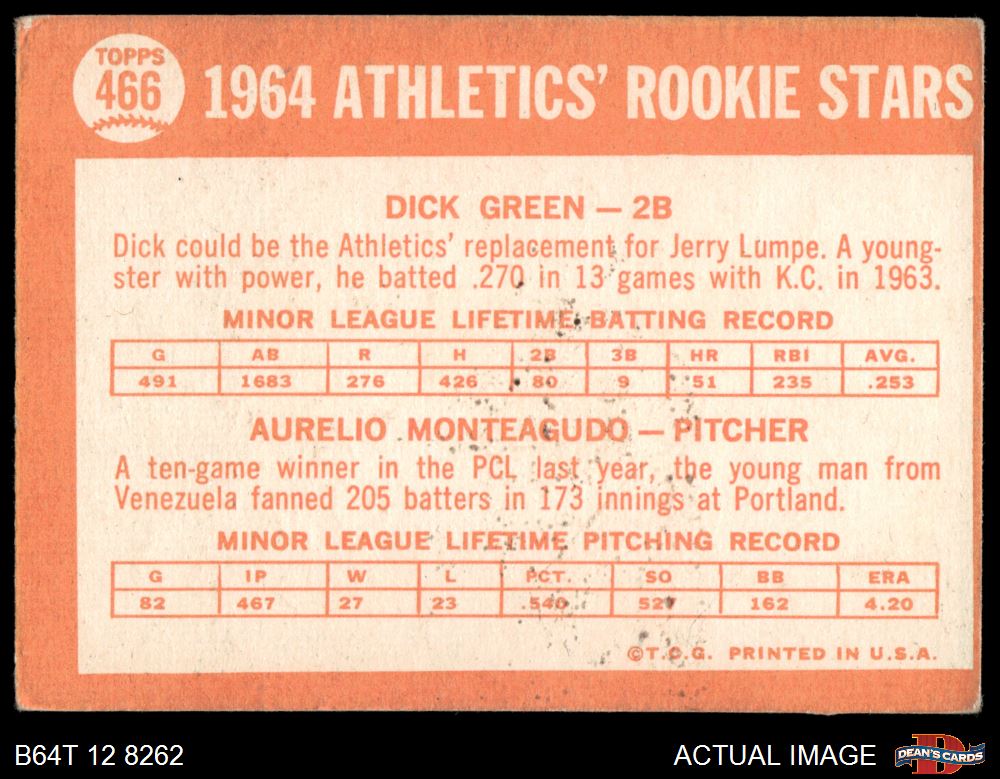 TOPPS
466
1964 ATHLETICS' ROOKIE STARS
DICK GREEN — 2B
Dick could be the Athletics' replacement for Jerry Lumpe. A young-
ster with power, he batted .270 in 13 games with K.C. in 1963.
MINOR LEAGUE LIFETIME BATTING RECORD
G AB R H 2B 3B HR RBI AVG.
491 1683 276 426 80 9 51 235 .253
AURELIO MONTEAGUDO — PITCHER
A ten-game winner in the PCL last year, the young man from
Venezuela fanned 205 batters in 173 innings at Portland.
MINOR LEAGUE LIFETIME PITCHING RECORD
G IP W L PCT. SO BB ERA
82 467 27 23 .540 527 162 4.20
©T.C.G. PRINTED IN U.S.A.
B64T 12 8262
ACTUAL IMAGE
DEAN'S CARDS